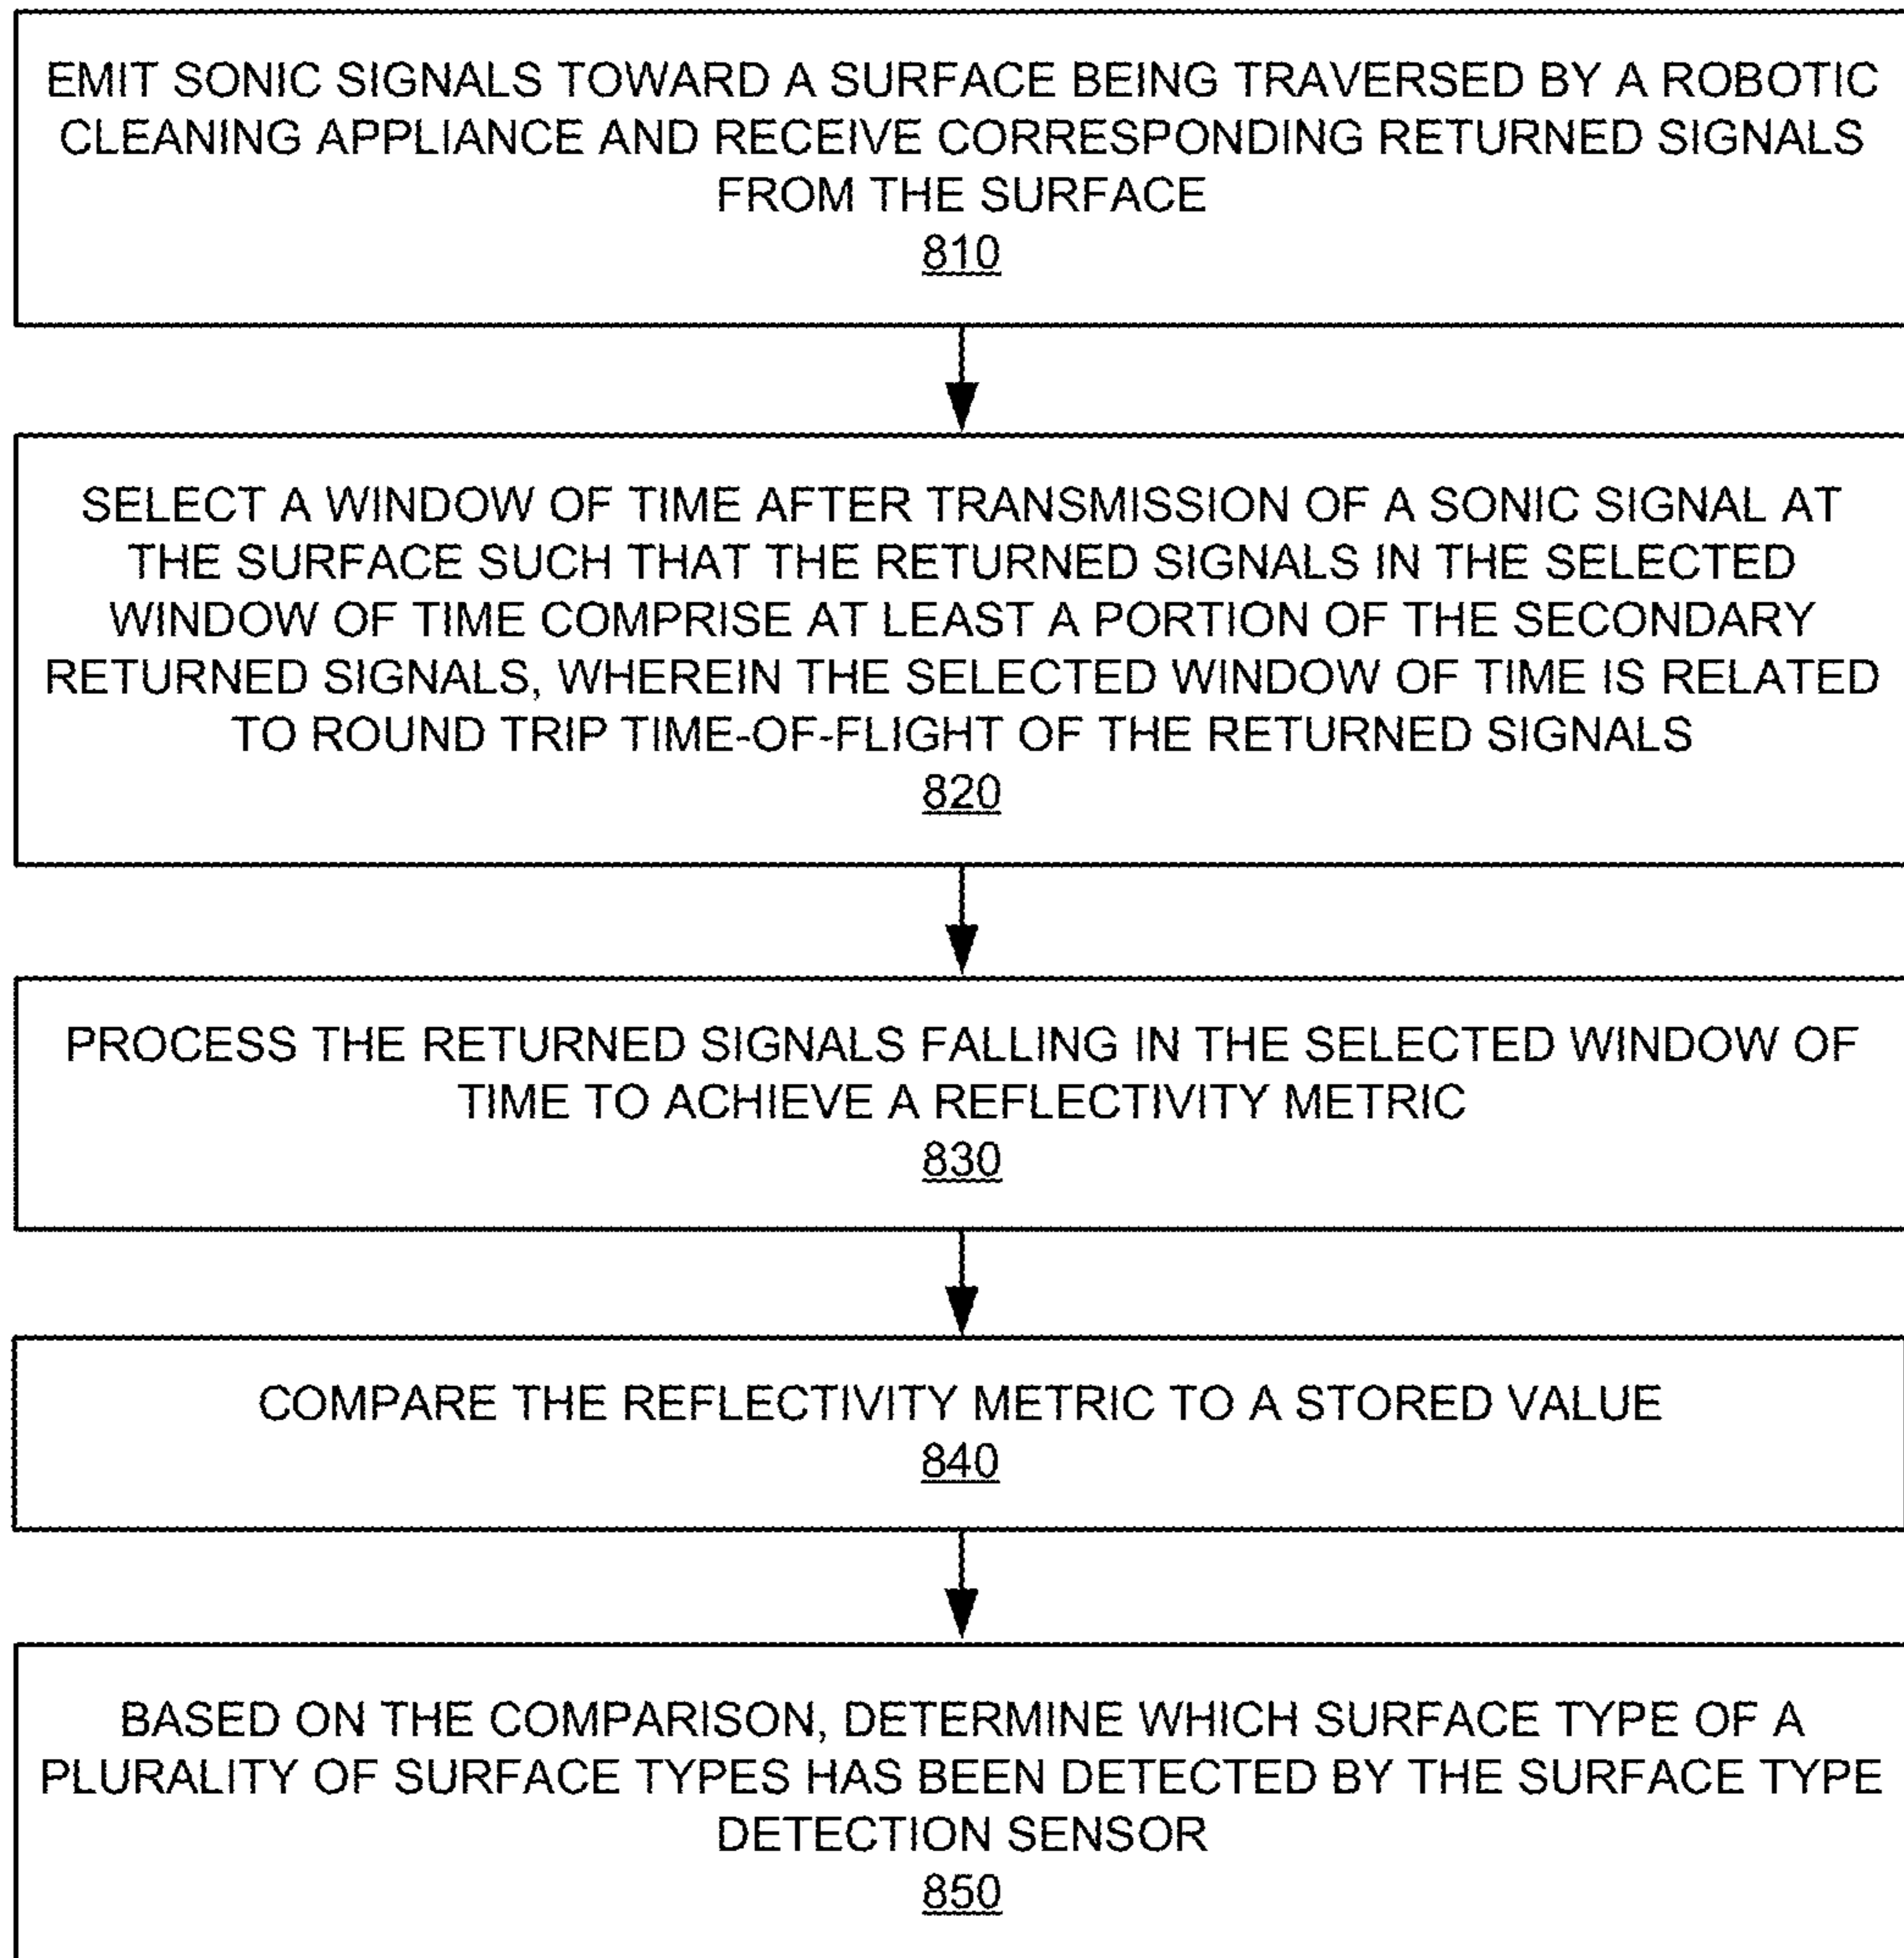 EMIT SONIC SIGNALS TOWARD A SURFACE BEING TRAVERSED BY A ROBOTIC
CLEANING APPLIANCE AND RECEIVE CORRESPONDING RETURNED SIGNALS
FROM THE SURFACE
810
SELECT A WINDOW OF TIME AFTER TRANSMISSION OF A SONIC SIGNAL AT
THE SURFACE SUCH THAT THE RETURNED SIGNALS IN THE SELECTED
WINDOW OF TIME COMPRISE AT LEAST A PORTION OF THE SECONDARY
RETURNED SIGNALS, WHEREIN THE SELECTED WINDOW OF TIME IS RELATED
TO ROUND TRIP TIME-OF-FLIGHT OF THE RETURNED SIGNALS
820
PROCESS THE RETURNED SIGNALS FALLING IN THE SELECTED WINDOW OF
TIME TO ACHIEVE A REFLECTIVITY METRIC
830
COMPARE THE REFLECTIVITY METRIC TO A STORED VALUE
840
BASED ON THE COMPARISON, DETERMINE WHICH SURFACE TYPE OF A
PLURALITY OF SURFACE TYPES HAS BEEN DETECTED BY THE SURFACE TYPE
DETECTION SENSOR
850